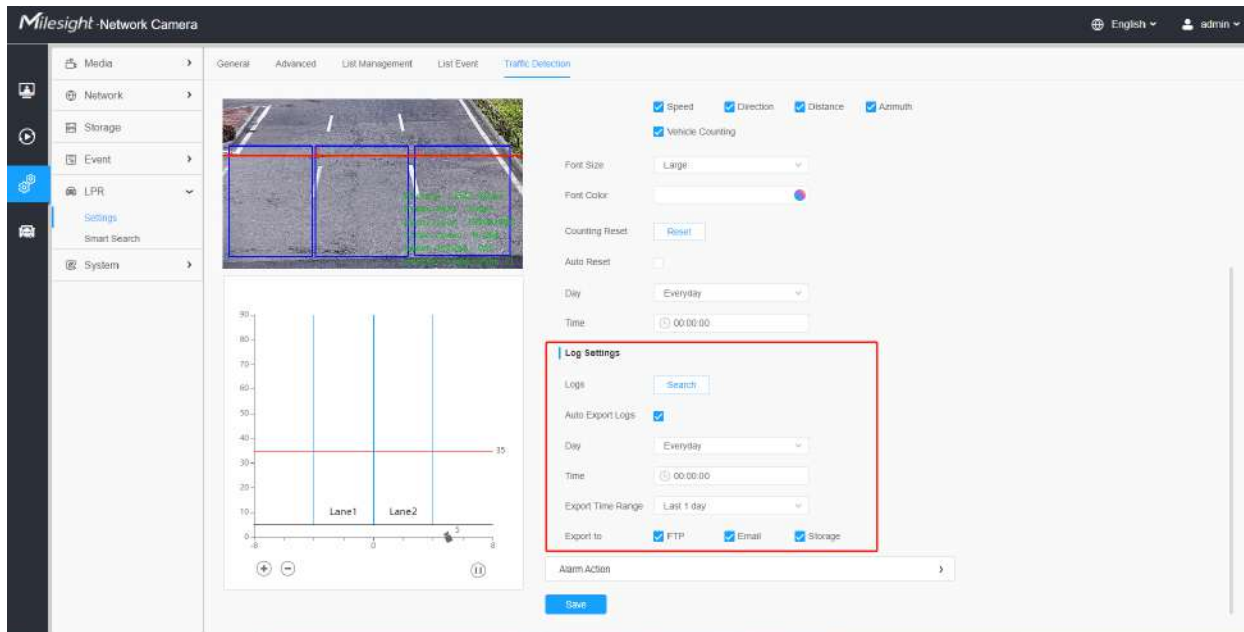 Milesight-Network Camera
English
admin
Media
Network
Storage
Event
LPR
Settings
Smart Search
System
General Advanced List Management List Event Traffic Detection
Speed Direction Distance Azimuth
Vehicle Counting
Font Size Large
Font Color
Counting Reset Reset
Auto Reset
Day Everyday
Time 00:00:00
Log Settings
Logs Search
Auto Export Logs
Day Everyday
Time 00:00:00
Export Time Range Last 1 day
Export to FTP Email Storage
Alarm Action
Save
90
80
70
60
50
40
35
30
20
10
Lane1 Lane2
5
0
-8 0 8